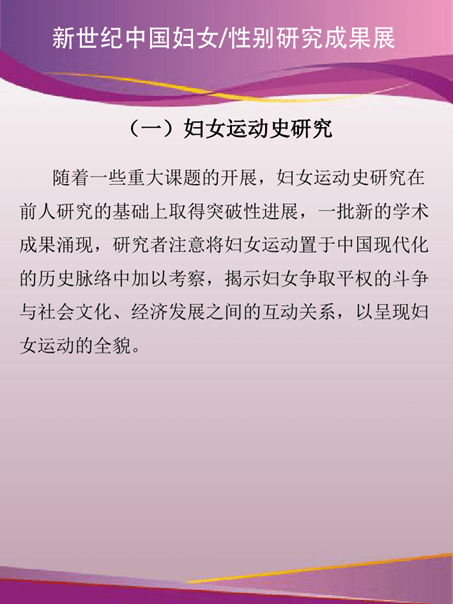 新世纪中国妇女/性别研究成果展
（一）妇女运动史研究
随着一些重大课题的开展，妇女运动史研究在
前人研究的基础上取得突破性进展，一批新的学术
成果涌现，研究者注意将妇女运动置于中国现代化
的历史脉络中加以考察，揭示妇女争取平权的斗争
与社会文化、经济发展之间的互动关系，以呈现妇
女运动的全貌。